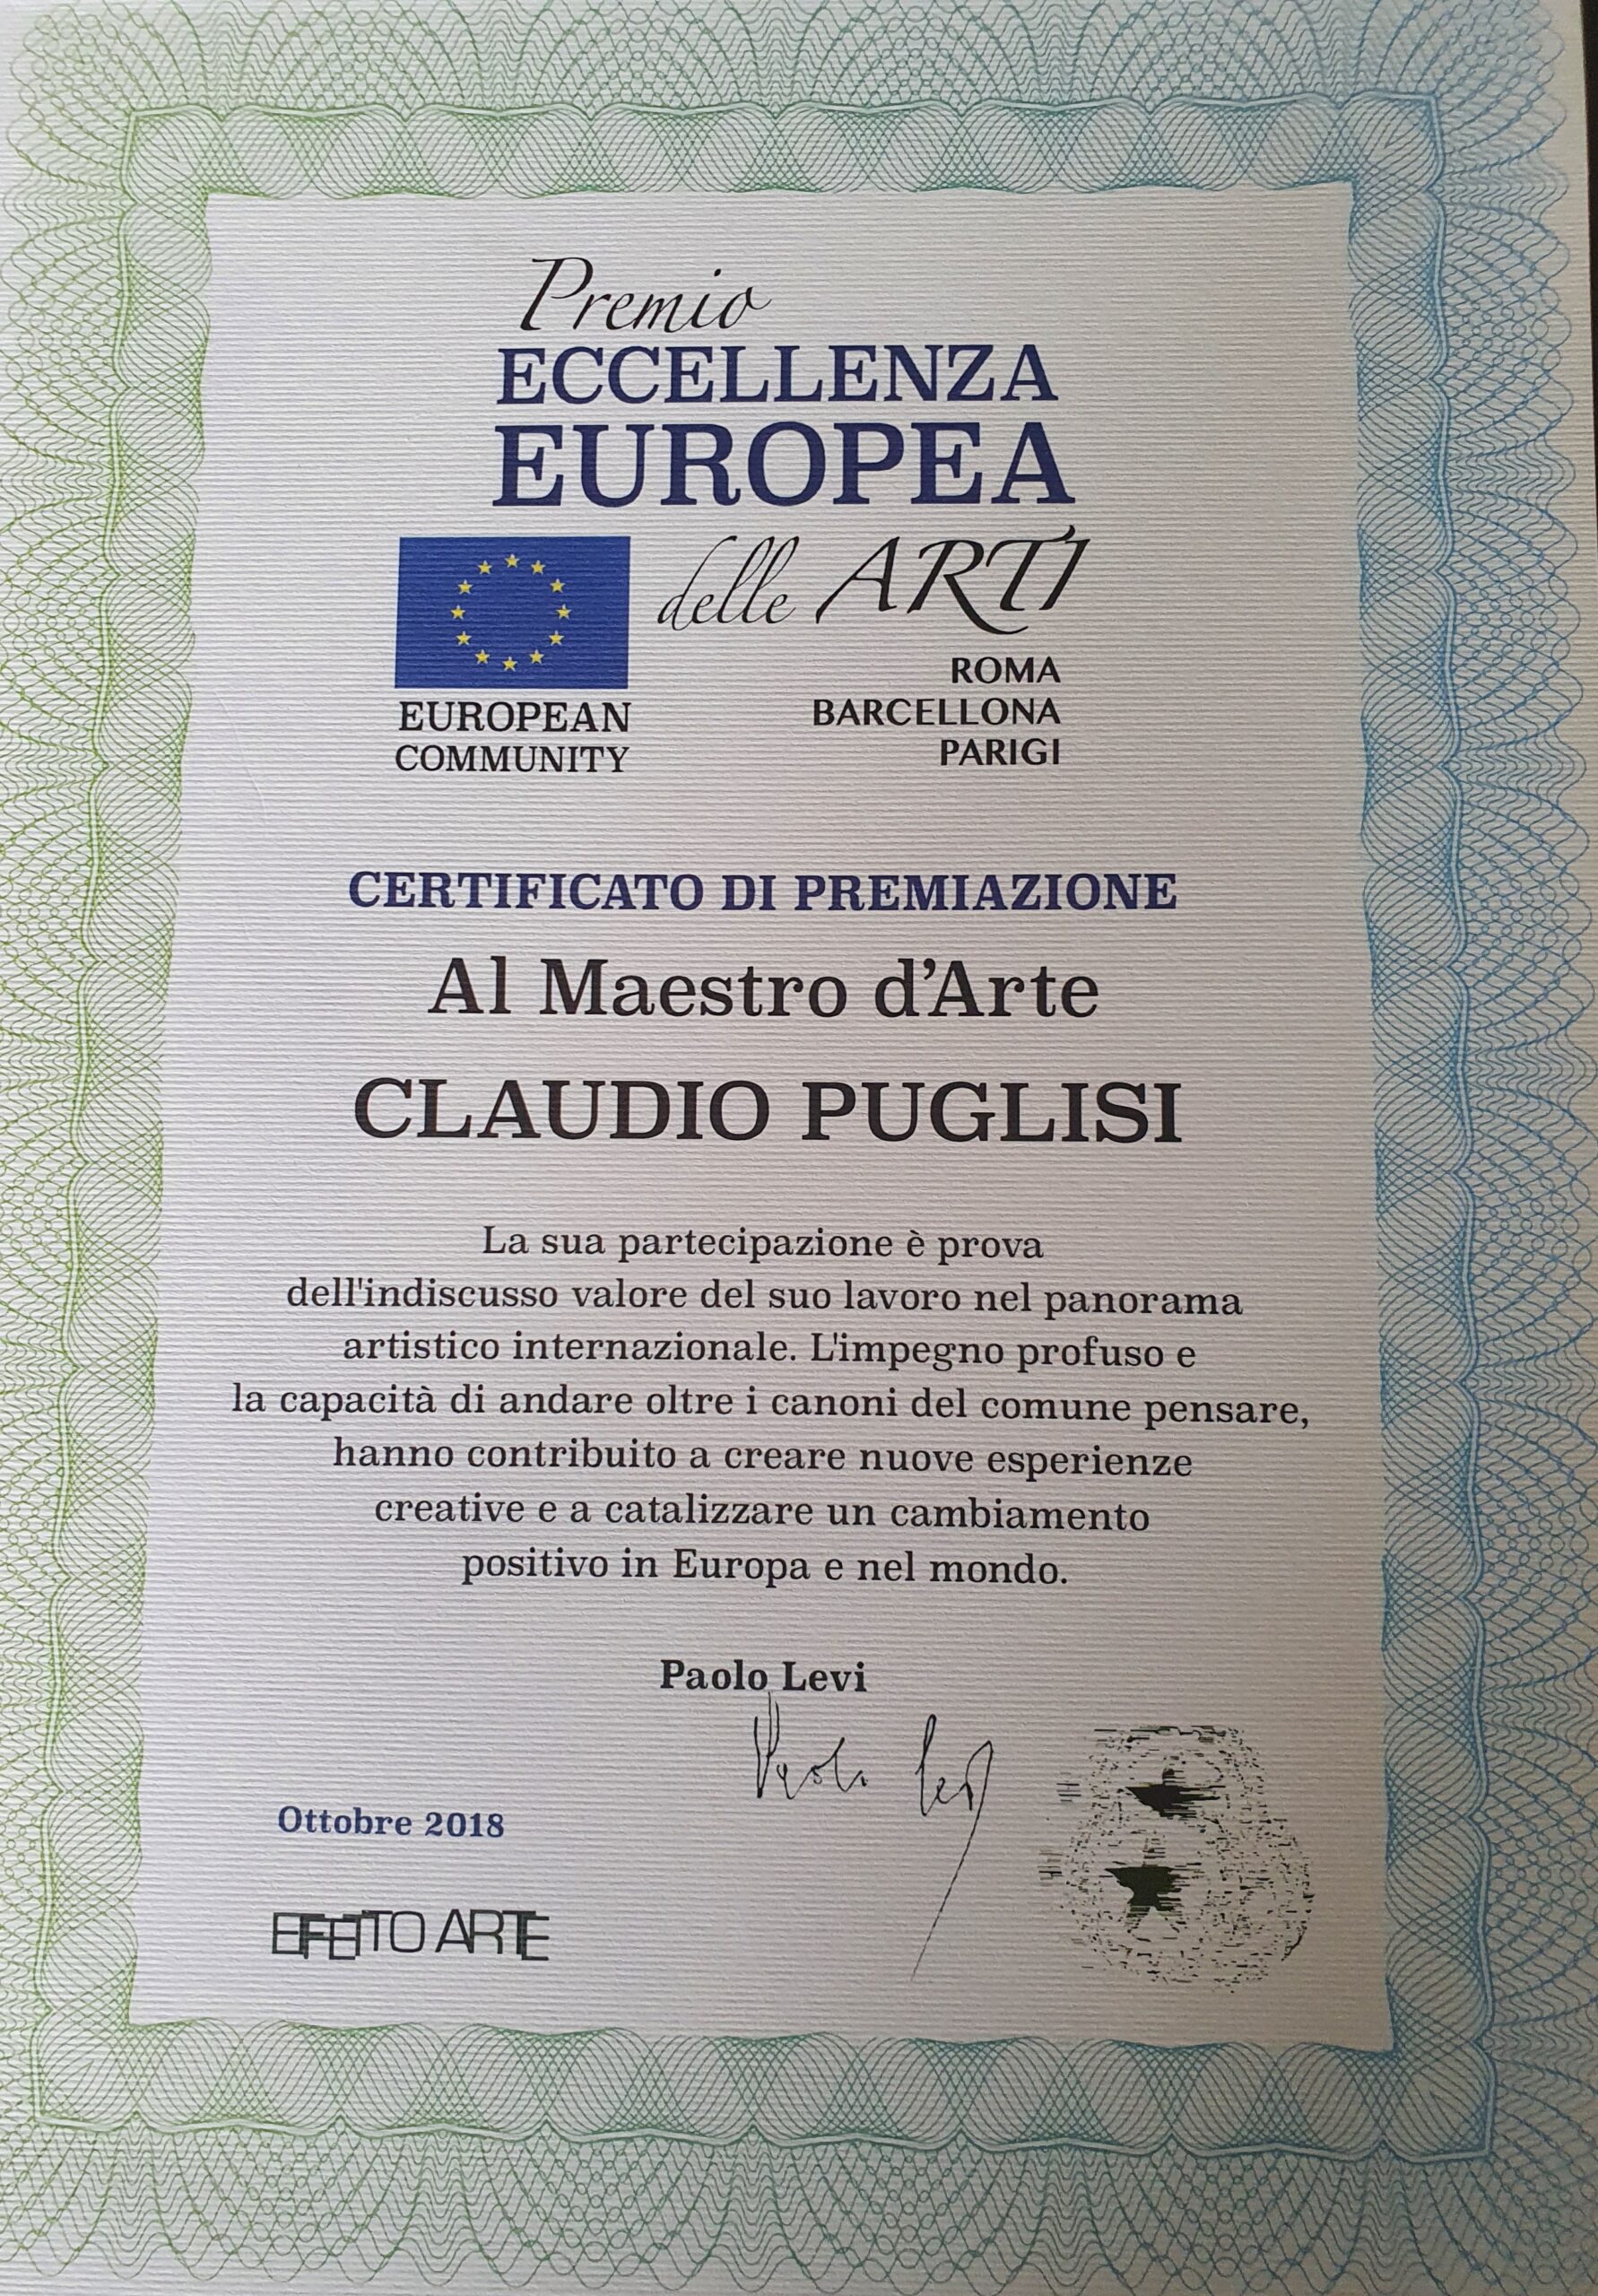 Premio
ECCELLENZA
EUROPEA
delle ARTI
ROMA
BARCELLONA
PARIGI
EUROPEAN
COMMUNITY
CERTIFICATO DI PREMIAZIONE
Al Maestro d'Arte
CLAUDIO PUGLISI
La sua partecipazione è prova
dell'indiscusso valore del suo lavoro nel panorama
artistico internazionale. L'impegno profuso e
la capacità di andare oltre i canoni del comune pensare,
hanno contribuito a creare nuove esperienze
creative e a catalizzare un cambiamento
positivo in Europa e nel mondo.
Paolo Levi
Paolo Levi
Ottobre 2018
EFFETTO ARTE